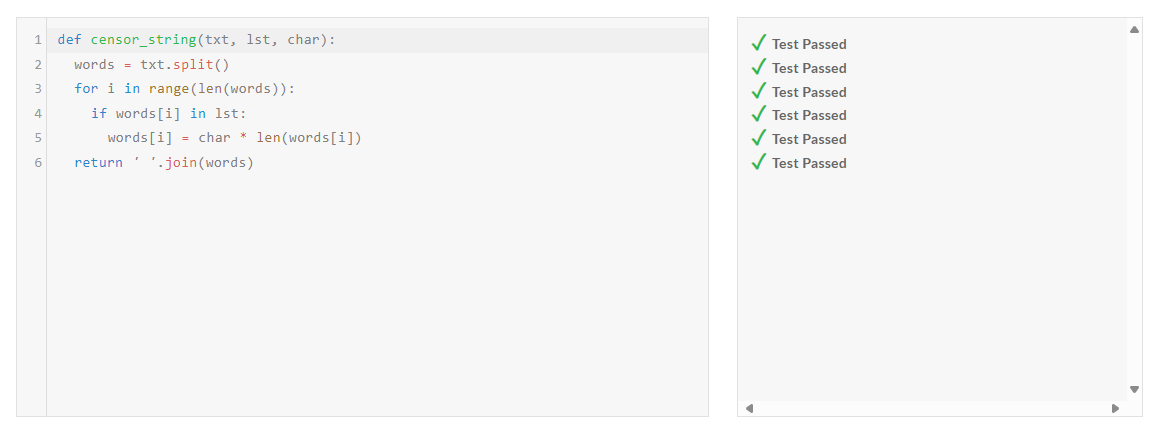 1 def censor_string(txt, lst, char):
2   words = txt.split()
3   for i in range(len(words)):
4     if words[i] in lst:
5       words[i] = char * len(words[i])
6   return ' '.join(words)
✓ Test Passed
✓ Test Passed
✓ Test Passed
✓ Test Passed
✓ Test Passed
✓ Test Passed